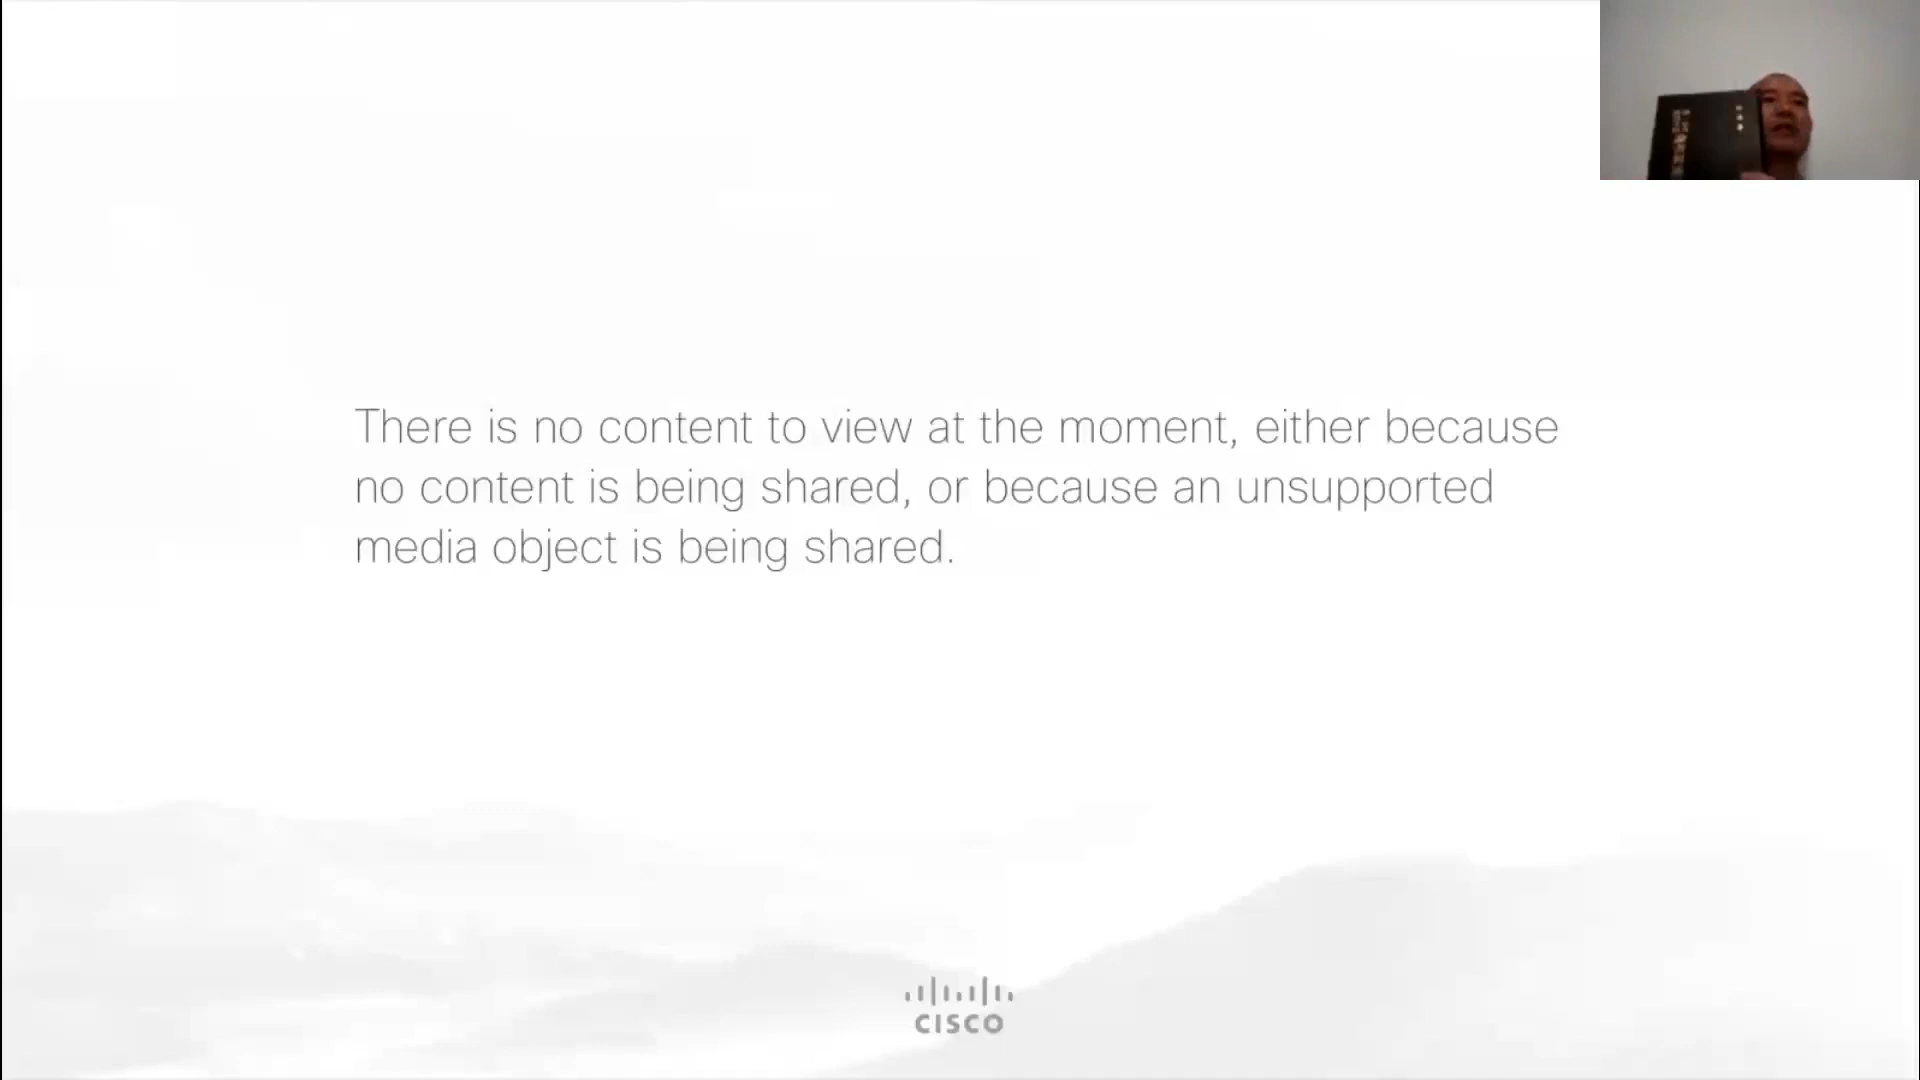 There is no content to view at the moment, either because
no content is being shared, or because an unsupported
media object is being shared.
CISCO